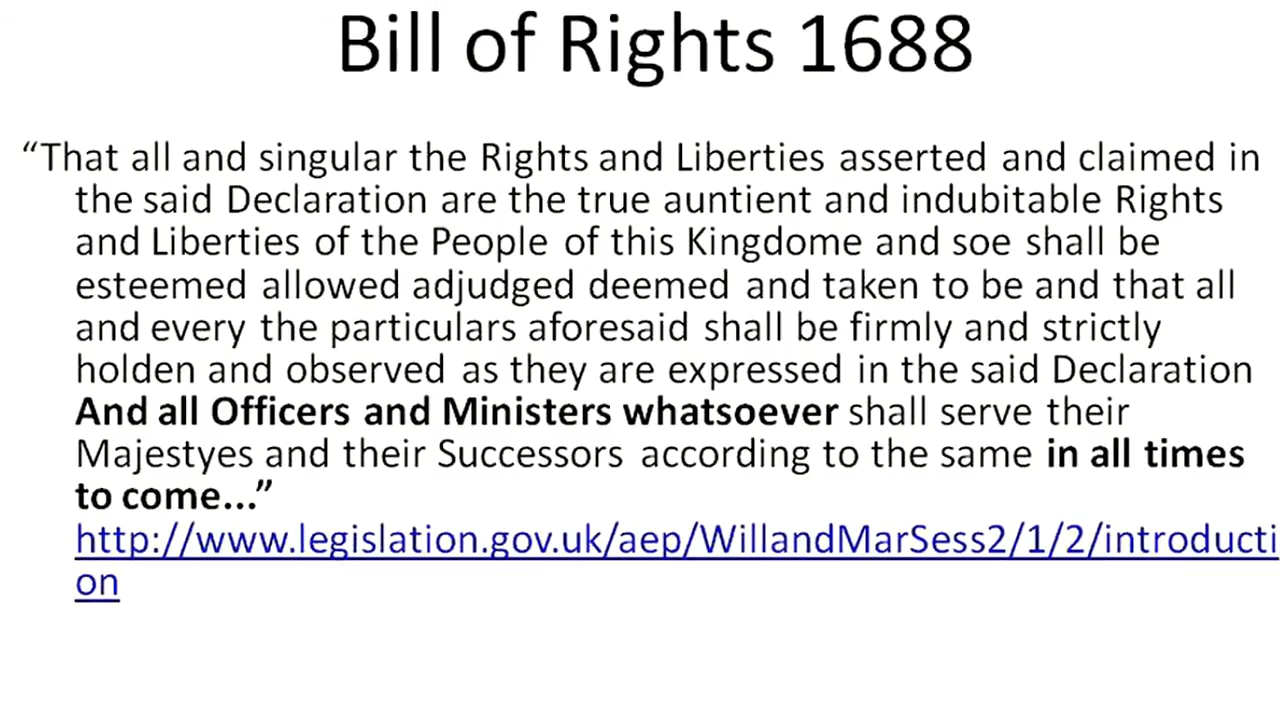 Bill of Rights 1688
“That all and singular the Rights and Liberties asserted and claimed in
the said Declaration are the true auntient and indubitable Rights
and Liberties of the People of this Kingdome and soe shall be
esteemed allowed adjudged deemed and taken to be and that all
and every the particulars aforesaid shall be firmly and strictly
holden and observed as they are expressed in the said Declaration
And all Officers and Ministers whatsoever shall serve their
Majestyes and their Successors according to the same in all times
to come...”
http://www.legislation.gov.uk/aep/WillandMarSess2/1/2/introducti
on